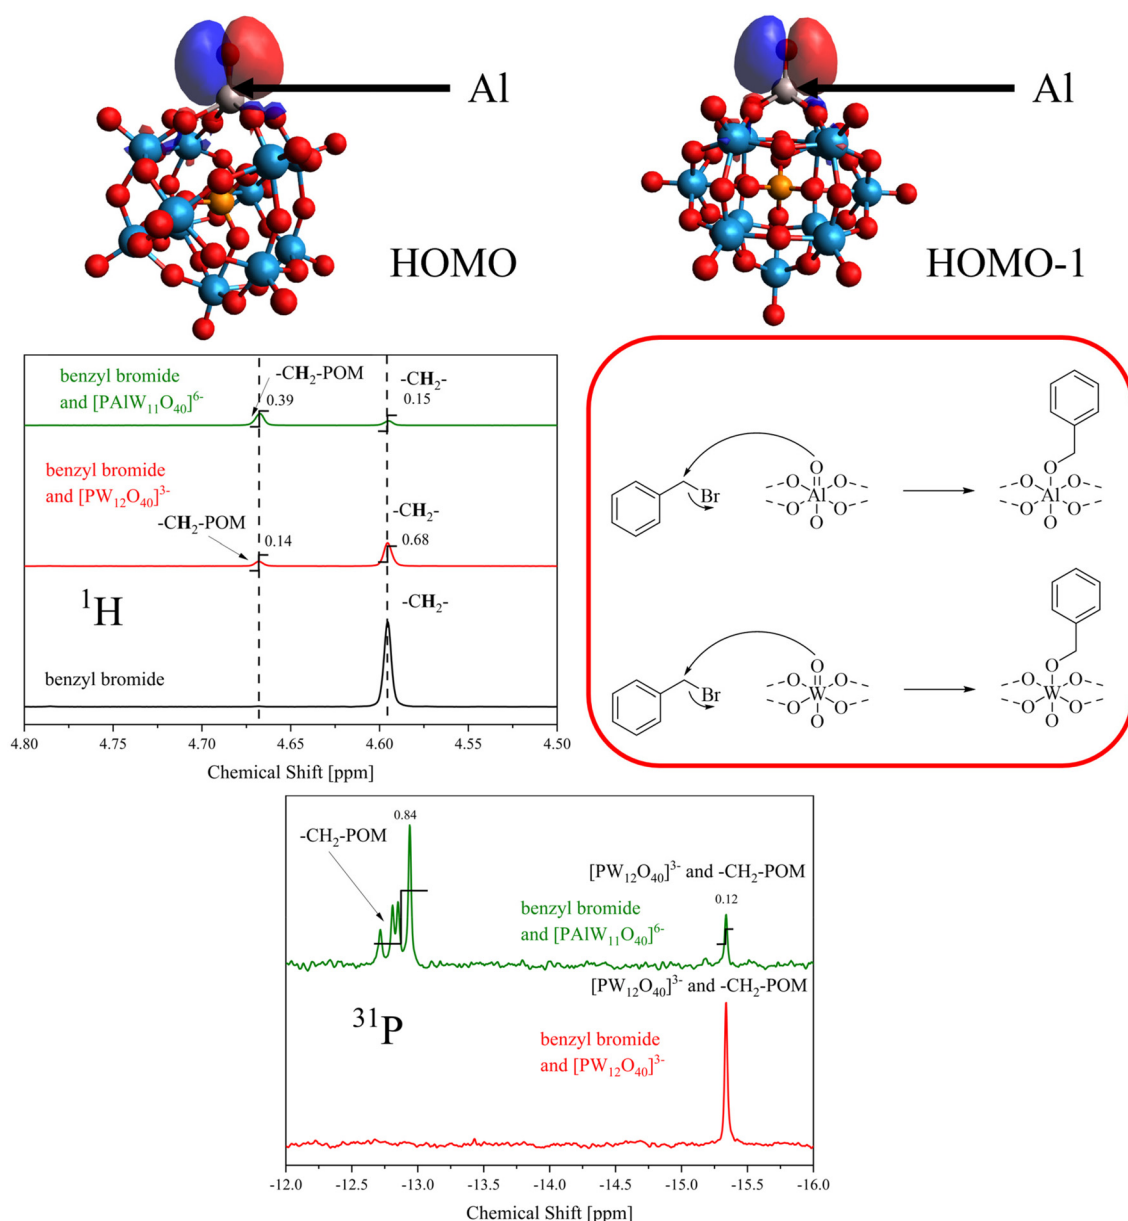 Al
Al
HOMO
HOMO-1
benzyl bromide
and [PAlW₁₁O₄₀]⁶⁻
-CH₂-POM
0.39
-CH₂-
0.15
benzyl bromide
and [PW₁₂O₄₀]³⁻
-CH₂-POM
0.14
-CH₂-
0.68
¹H
-CH₂-
benzyl bromide
4.80 4.75 4.70 4.65 4.60 4.55 4.50
Chemical Shift [ppm]
Br
O
O O
Al
O O
O
O
O O
Al
O O
O
Br
O
O O
W
O O
O
O
O O
W
O O
O
0.84
-CH₂-POM
[PW₁₂O₄₀]³⁻ and -CH₂-POM
0.12
benzyl bromide
and [PAlW₁₁O₄₀]⁶⁻
[PW₁₂O₄₀]³⁻ and -CH₂-POM
³¹P
benzyl bromide
and [PW₁₂O₄₀]³⁻
-12.0 -12.5 -13.0 -13.5 -14.0 -14.5 -15.0 -15.5 -16.0
Chemical Shift [ppm]